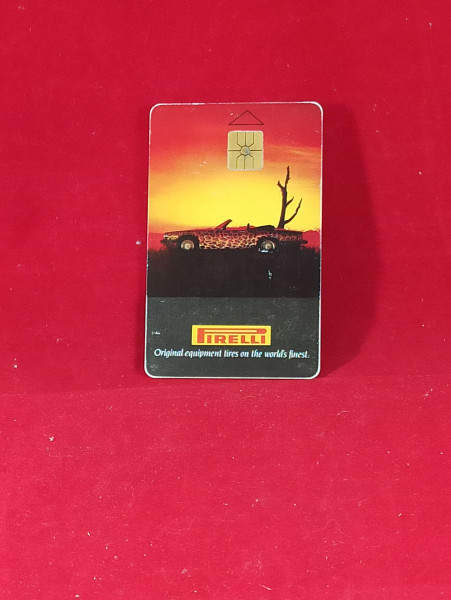 PIRELLI
Original equipment tires on the world's finest.